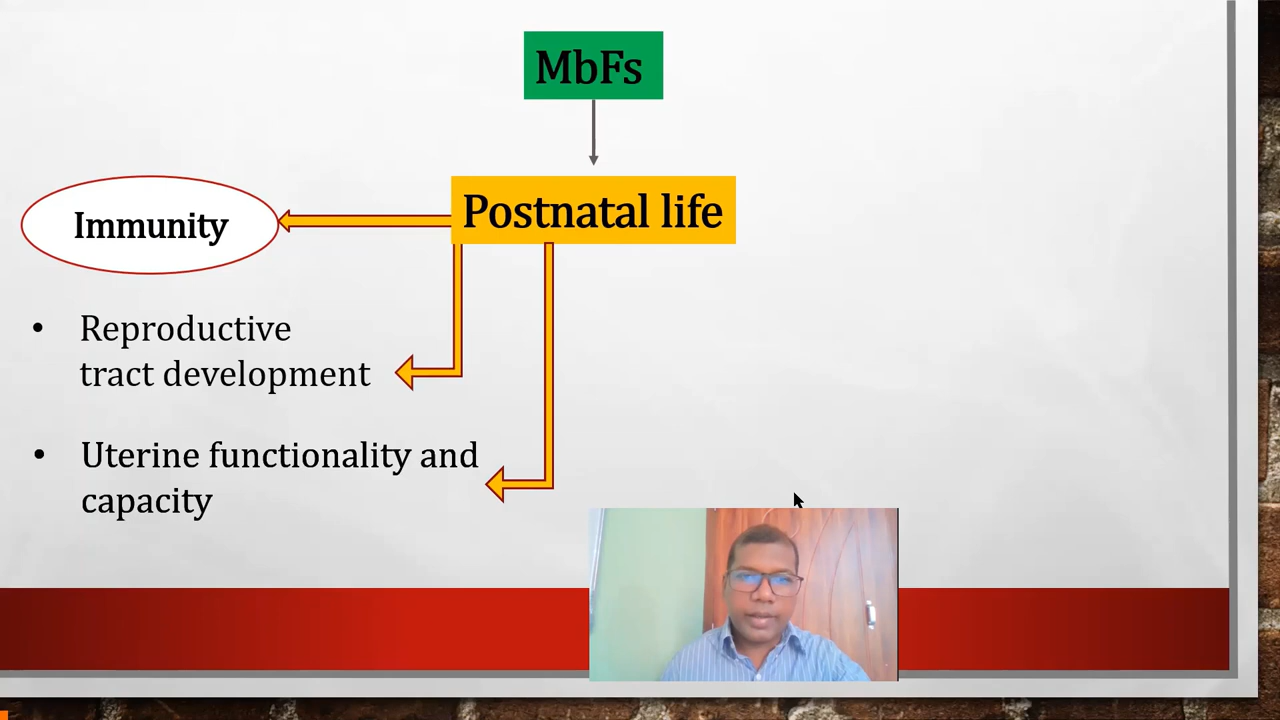 MbFs
Postnatal life
Immunity
• Reproductive
tract development
• Uterine functionality and
capacity